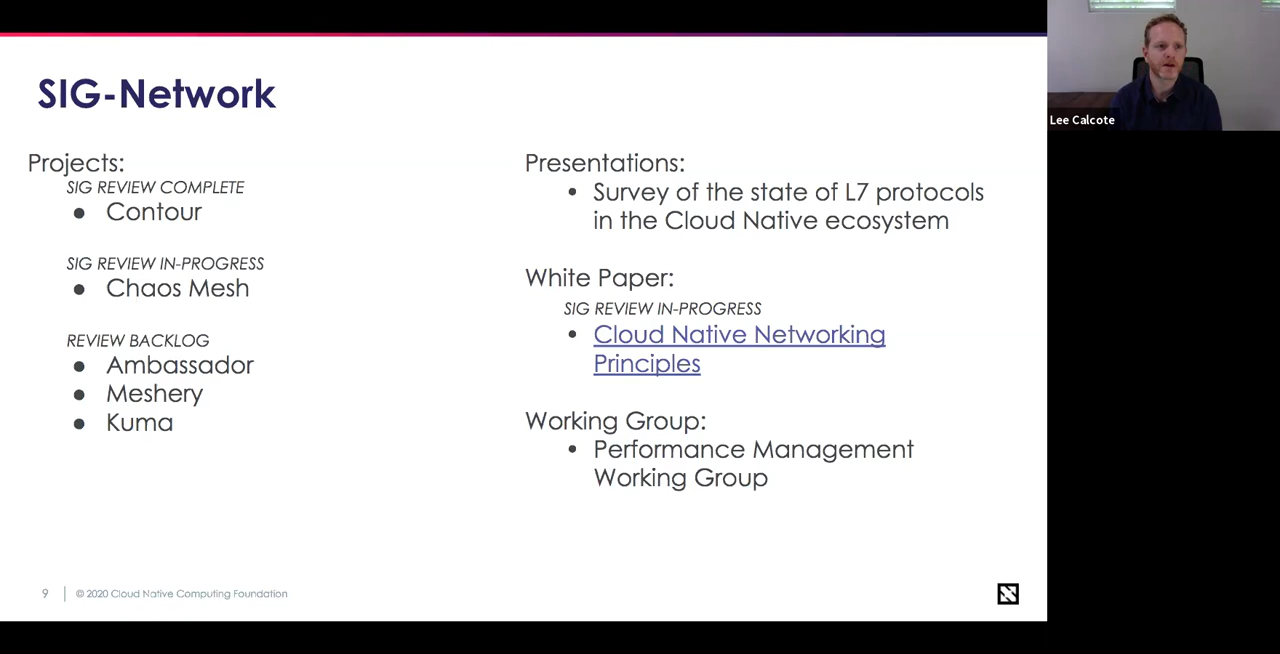 SIG-Network
Projects:
SIG REVIEW COMPLETE
● Contour
SIG REVIEW IN-PROGRESS
● Chaos Mesh
REVIEW BACKLOG
● Ambassador
● Meshery
● Kuma
Presentations:
• Survey of the state of L7 protocols
in the Cloud Native ecosystem
White Paper:
SIG REVIEW IN-PROGRESS
• Cloud Native Networking
Principles
Working Group:
• Performance Management
Working Group
9 | © 2020 Cloud Native Computing Foundation
Lee Calcote